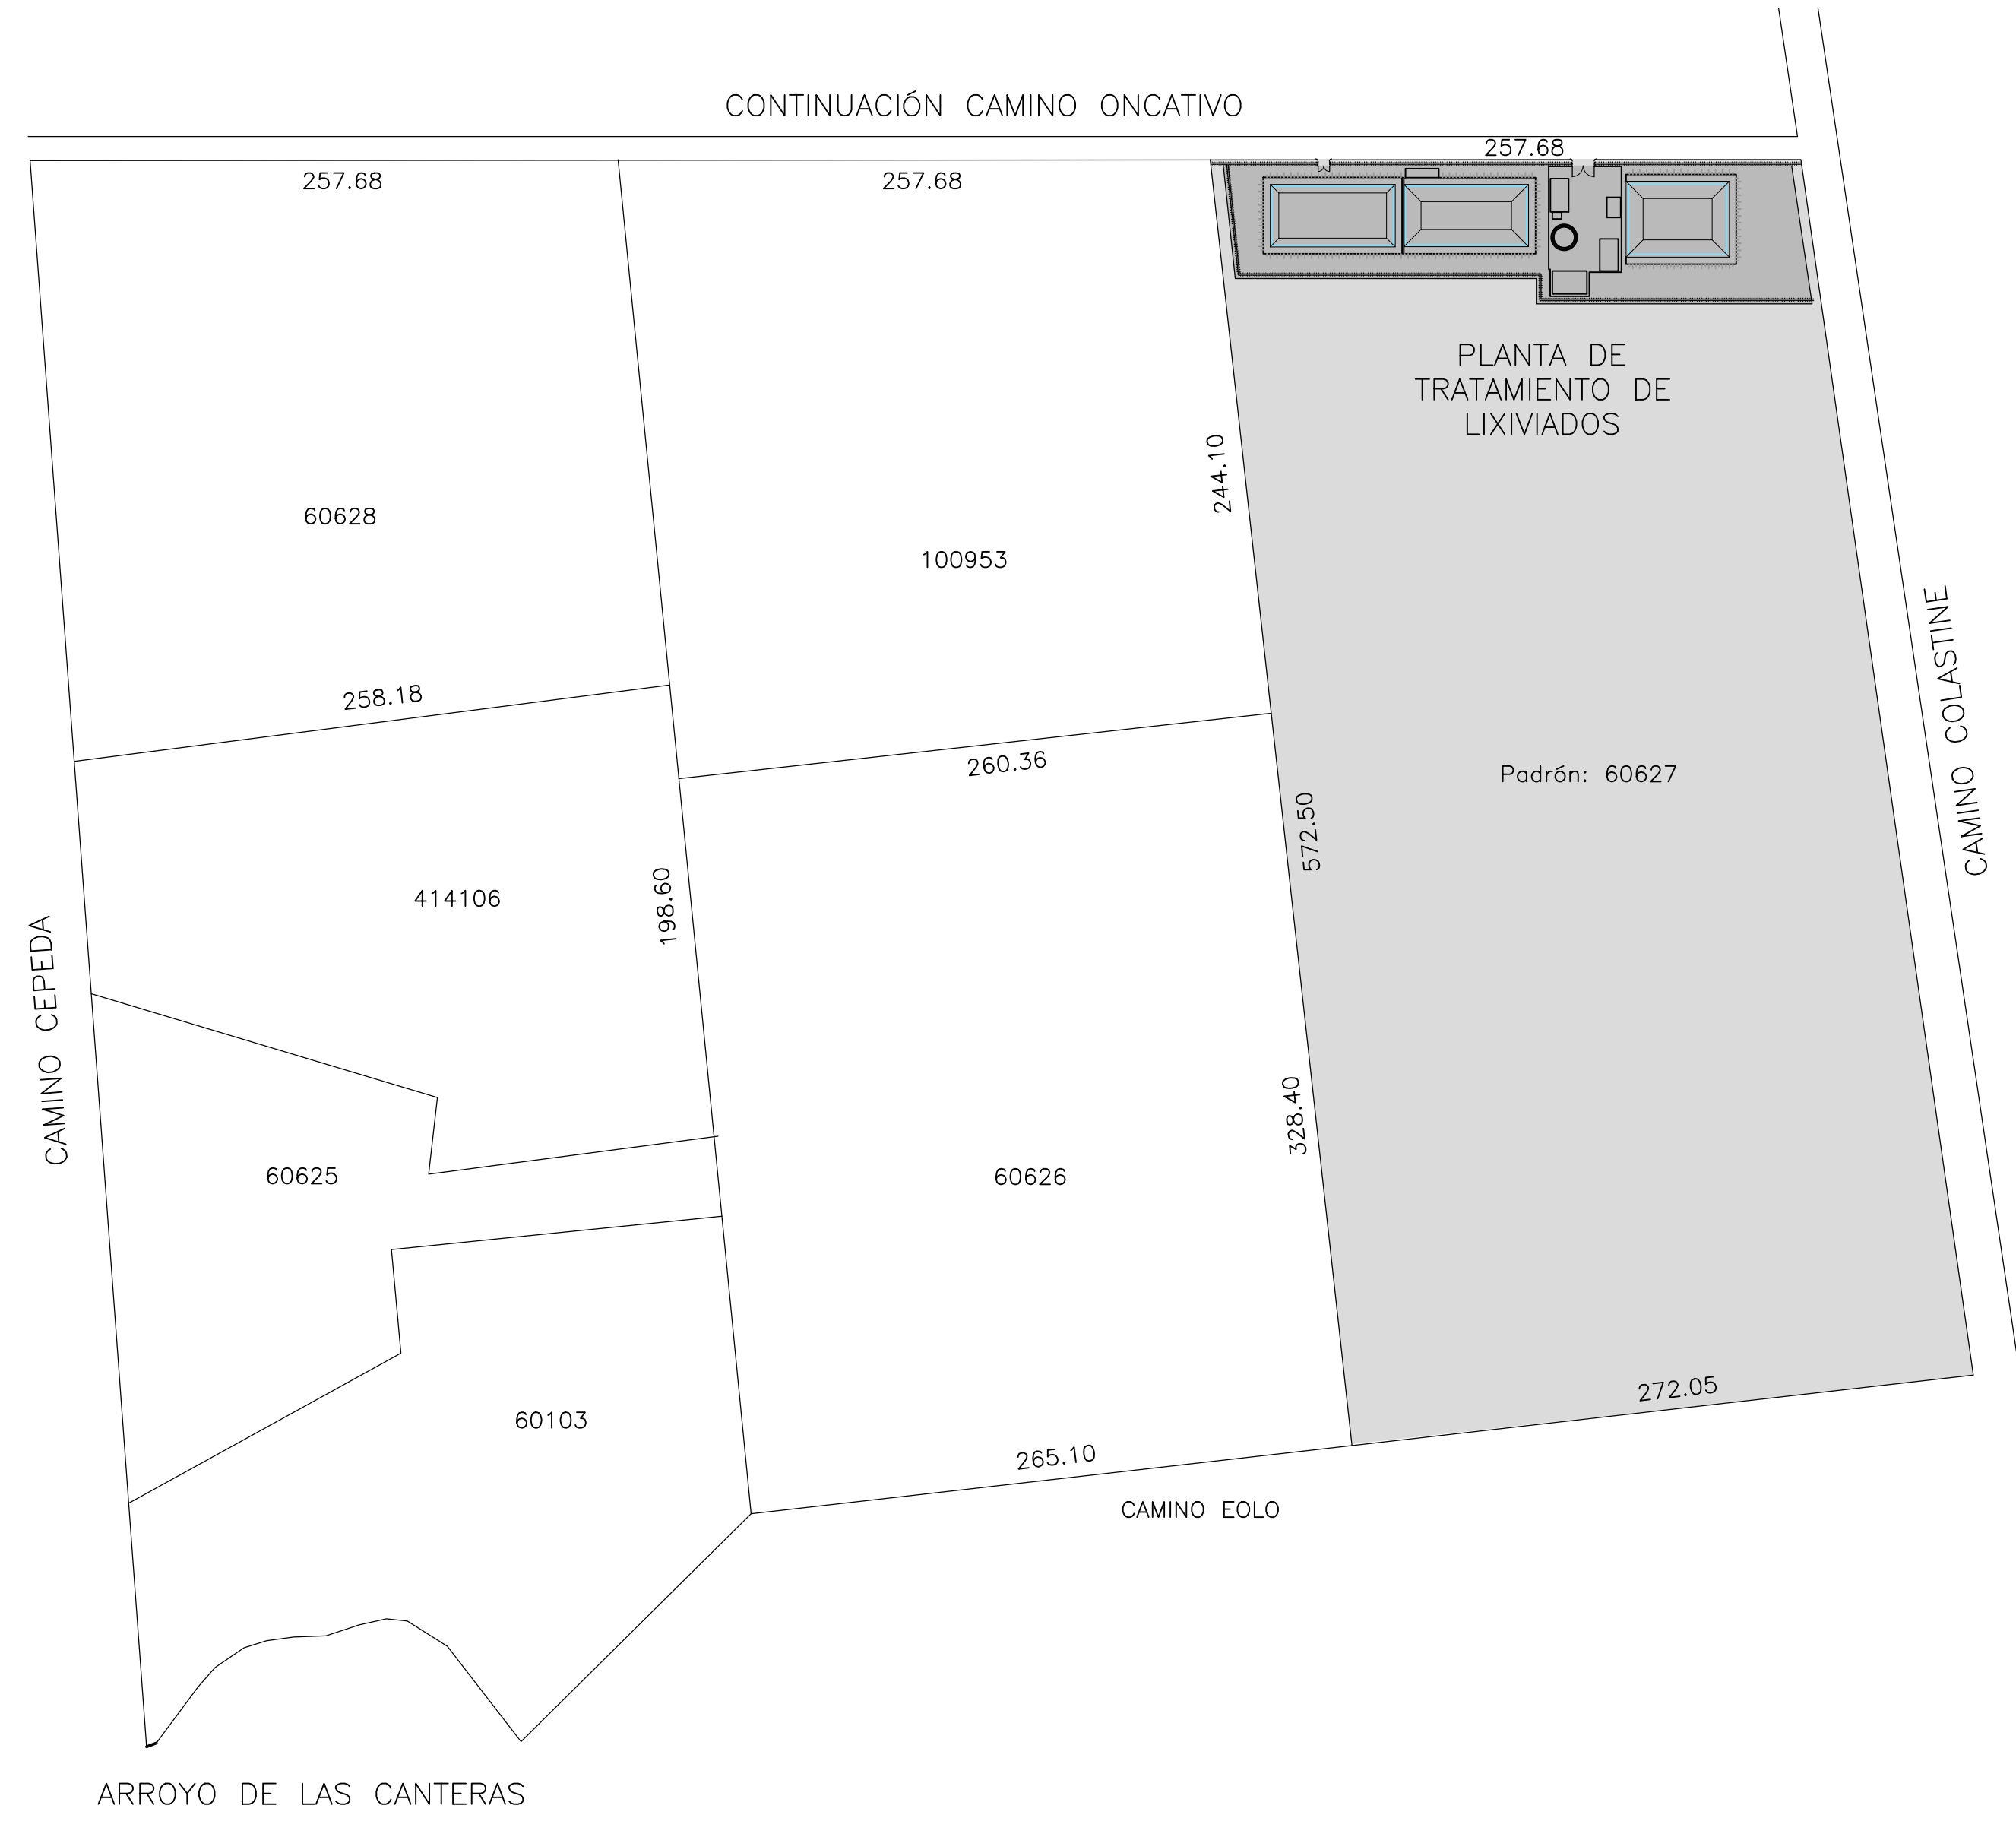 CONTINUACIÓN CAMINO ONCATIVO
257.68
257.68
257.68
PLANTA DE
TRATAMIENTO DE
LIXIVIADOS
244.10
60628
100953
CAMINO COLASTINE
258.18
260.36
Padrón: 60627
572.50
414106
198.60
CAMINO CEPEDA
328.40
60625
60626
272.05
60103
265.10
CAMINO EOLO
ARROYO DE LAS CANTERAS